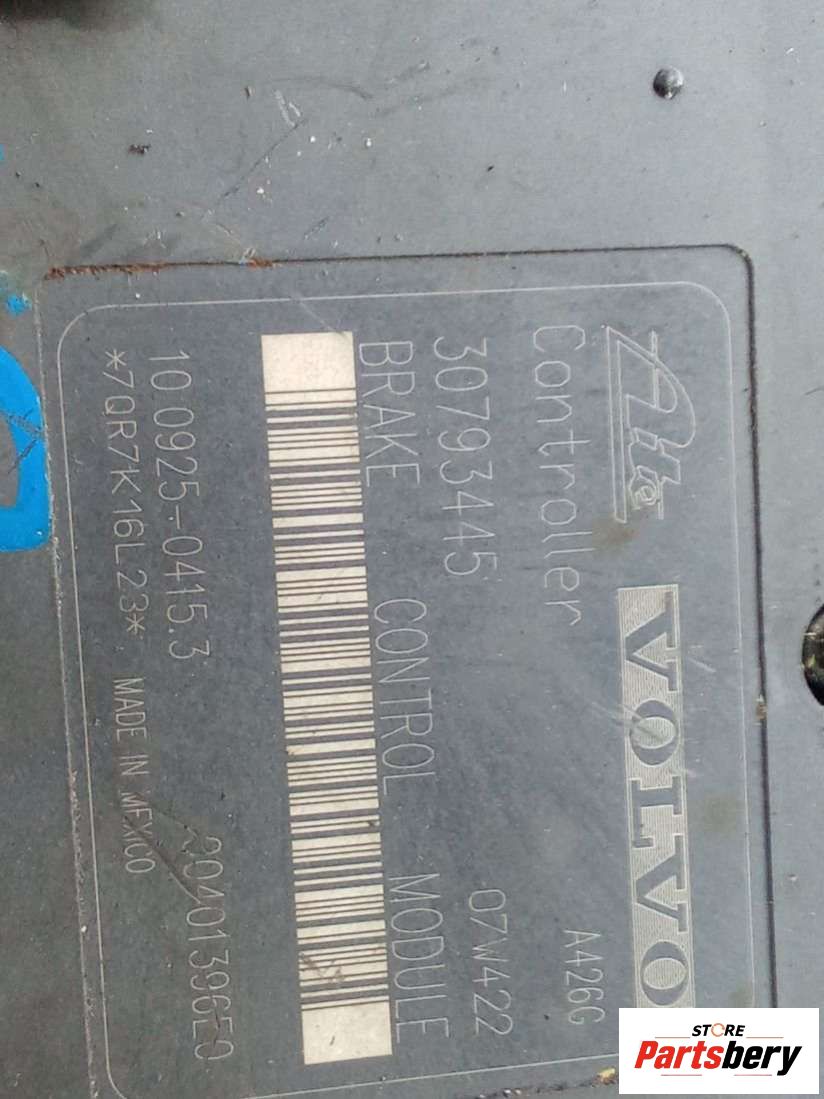 Ate VOLVO
Controller A426G
30793445 07W422
BRAKE CONTROL MODULE
10.0925-0415.3 20401396E0
*7QR7K16L23* MADE IN MEXICO
STORE
Partsbery